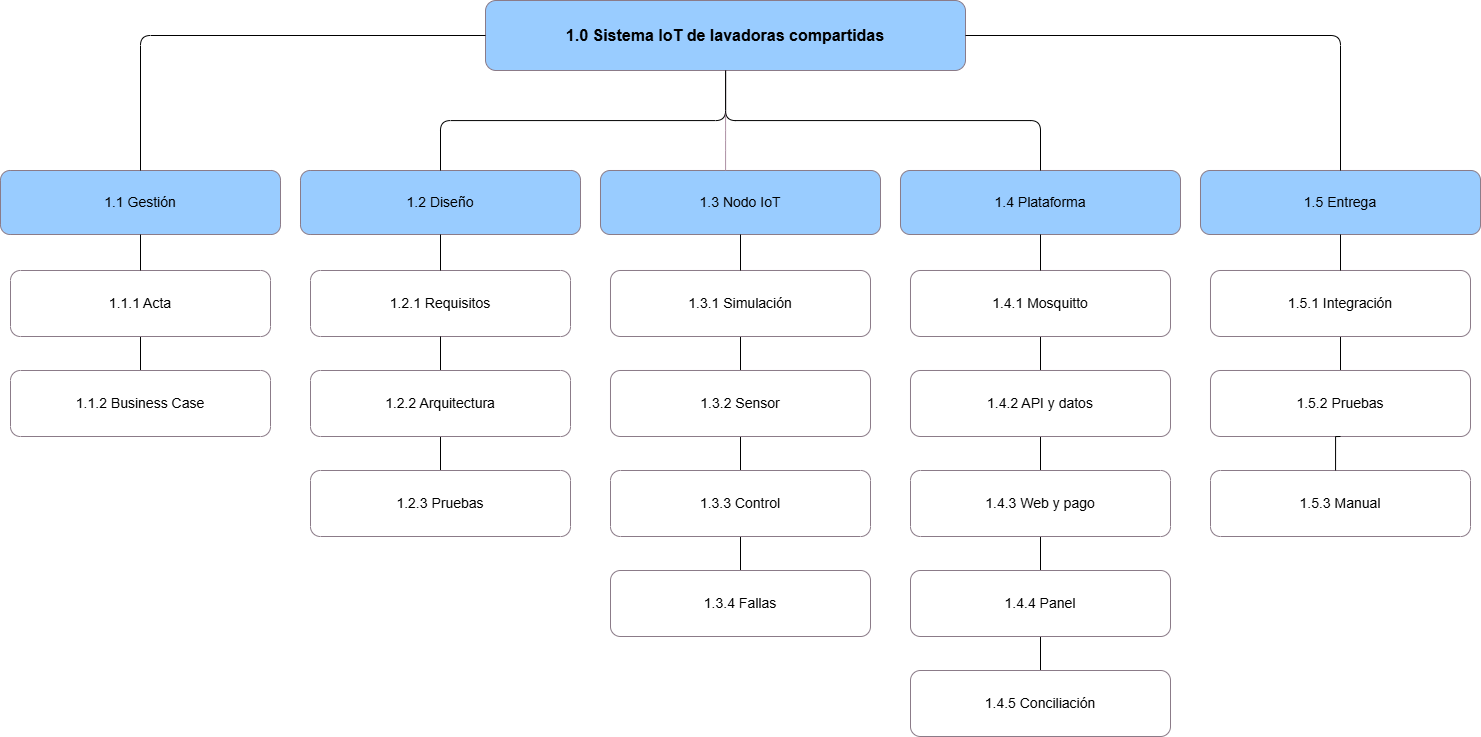 1.0 Sistema IoT de lavadoras compartidas
1.1 Gestión
1.2 Diseño
1.3 Nodo IoT
1.4 Plataforma
1.5 Entrega
1.1.1 Acta
1.2.1 Requisitos
1.3.1 Simulación
1.4.1 Mosquitto
1.5.1 Integración
1.1.2 Business Case
1.2.2 Arquitectura
1.3.2 Sensor
1.4.2 API y datos
1.5.2 Pruebas
1.2.3 Pruebas
1.3.3 Control
1.4.3 Web y pago
1.5.3 Manual
1.3.4 Fallas
1.4.4 Panel
1.4.5 Conciliación